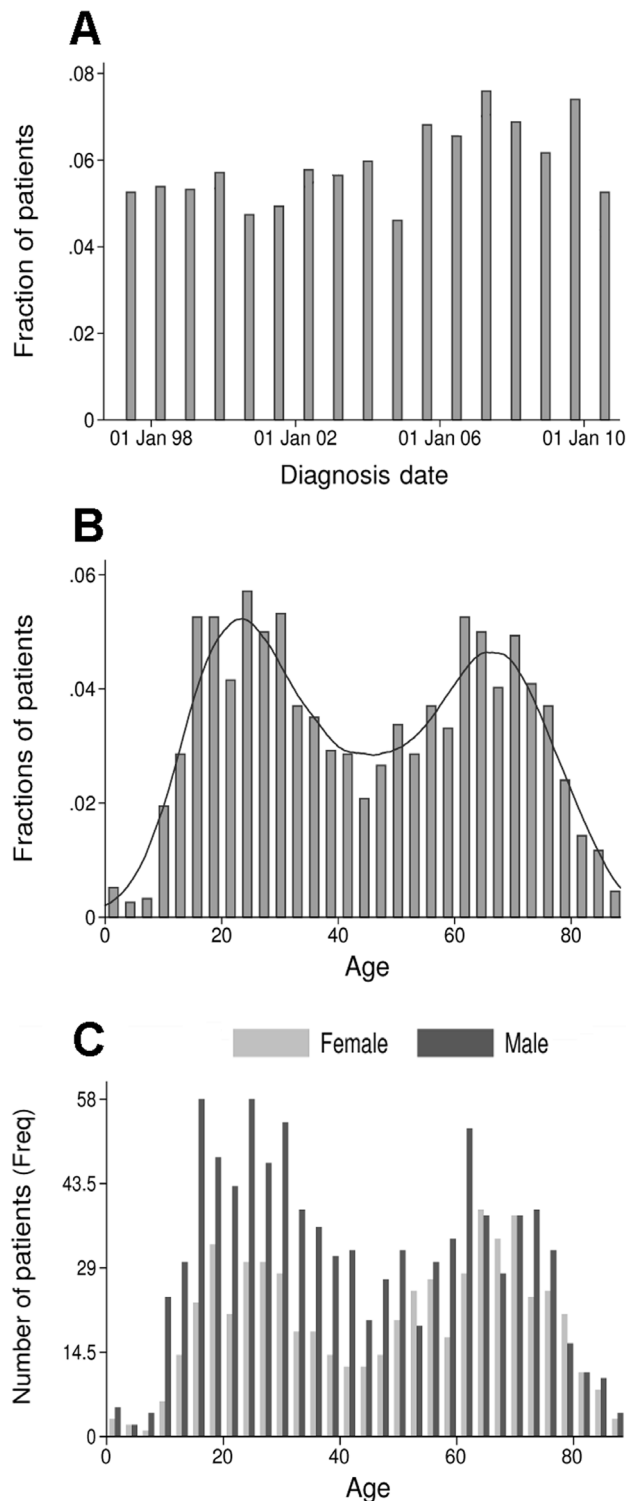 A
Fraction of patients
.08
.06
.04
.02
0
01 Jan 98 01 Jan 02 01 Jan 06 01 Jan 10
Diagnosis date
B
Fractions of patients
.06
.04
.02
0
0 20 40 60 80
Age
C
Female Male
Number of patients (Freq)
58
43.5
29
14.5
0
0 20 40 60 80
Age